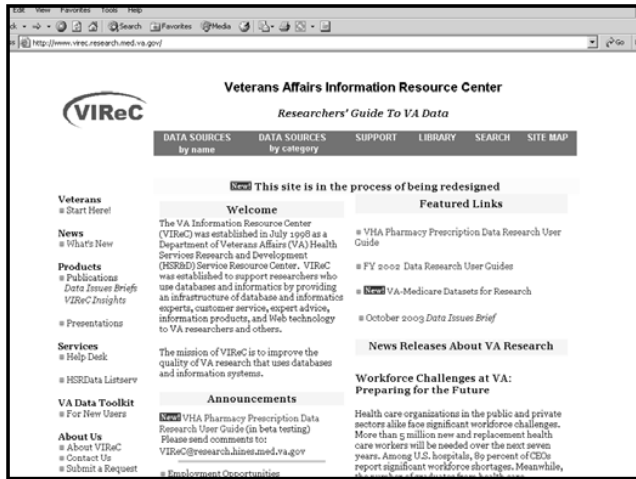 Edit View Favorites Tools Help
Search Favorites Media
http://www.virec.research.med.va.gov/
Go
VIReC
Veterans Affairs Information Resource Center
Researchers' Guide To VA Data
DATA SOURCES by name
DATA SOURCES by category
SUPPORT
LIBRARY
SEARCH
SITE MAP
New! This site is in the process of being redesigned
Veterans
Start Here!
News
What's New
Products
Publications
Data Issues Briefs
VIReC Insights
Presentations
Services
Help Desk
HSRData Listserv
VA Data Toolkit
For New Users
About Us
About VIReC
Contact Us
Submit a Request
Welcome
The VA Information Resource Center
(VIReC) was established in July 1998 as a
Department of Veterans Affairs (VA) Health
Services Research and Development
(HSR&D) Service Resource Center. VIReC
was established to support researchers who
use databases and informatics by providing
an infrastructure of database and informatics
experts, customer service, expert advice,
information products, and Web technology
to VA researchers and others.
The mission of VIReC is to improve the
quality of VA research that uses databases
and information systems.
Announcements
New! VHA Pharmacy Prescription Data
Research User Guide (in beta testing)
Please send comments to:
VIReC@research.hines.med.va.gov
Employment Opportunities
Featured Links
VHA Pharmacy Prescription Data Research User
Guide
FY 2002 Data Research User Guides
New! VA-Medicare Datasets for Research
October 2003 Data Issues Brief
News Releases About VA Research
Workforce Challenges at VA:
Preparing for the Future
Health care organizations in the public and private
sectors alike face significant workforce challenges.
More than 5 million new and replacement health
care workers will be needed over the next seven
years. Among U.S. hospitals, 89 percent of CEOs
report significant workforce shortages. Meanwhile,
the number of graduates from health care